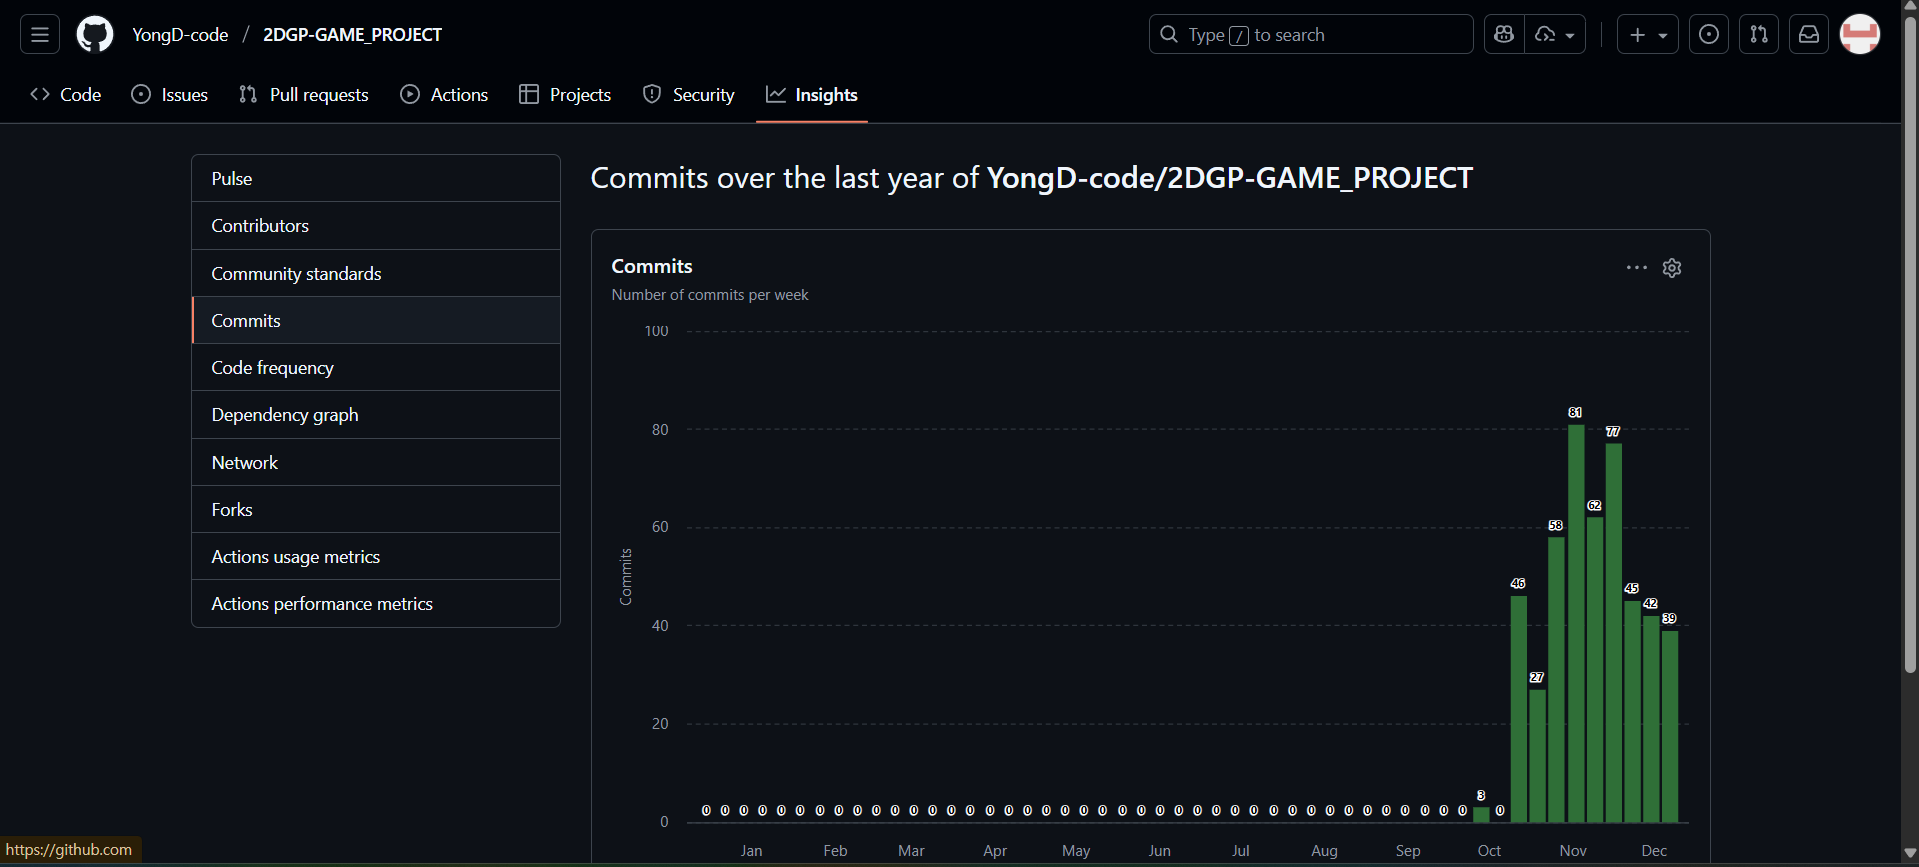 YongD-code / 2DGP-GAME_PROJECT
Type / to search
Code
Issues
Pull requests
Actions
Projects
Security
Insights
Pulse
Contributors
Community standards
Commits
Code frequency
Dependency graph
Network
Forks
Actions usage metrics
Actions performance metrics
Commits over the last year of YongD-code/2DGP-GAME_PROJECT
Commits
Number of commits per week
Commits
100
80
60
40
20
0
0 0 0 0 0 0 0 0 0 0 0 0 0 0 0 0 0 0 0 0 0 0 0 0 0 0 0 0 0 0 0 0 0 0 0 0 0 0 0 0 0 3 0 46 27 58 81 62 77 45 42 39
Jan Feb Mar Apr May Jun Jul Aug Sep Oct Nov Dec
https://github.com